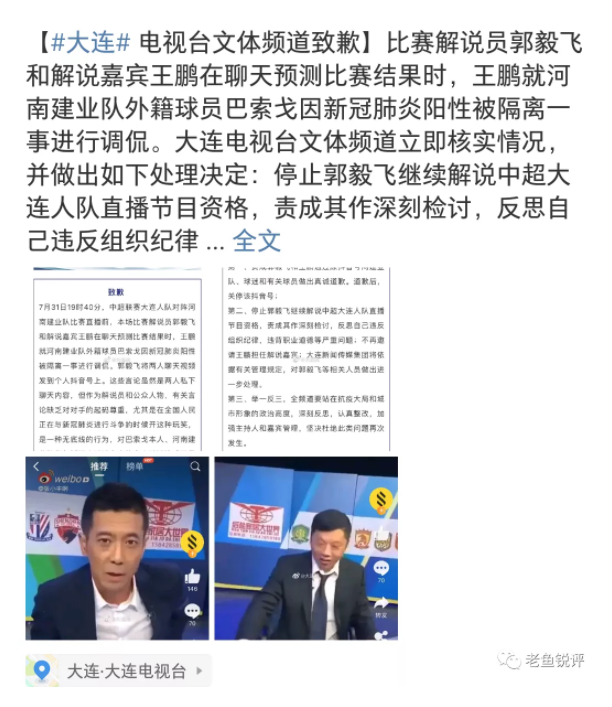 【#大连# 电视台文体频道致歉】比赛解说员郭毅飞
和解说嘉宾王鹏在聊天预测比赛结果时，王鹏就河
南建业队外籍球员巴索戈因新冠肺炎阳性被隔离一
事进行调侃。大连电视台文体频道立即核实情况，
并做出如下处理决定：停止郭毅飞继续解说中超大
连人队直播节目资格，责成其作深刻检讨，反思自
己违反组织纪律 ... 全文
致歉
7月31日19时40分，中超联赛大连人队对阵河
南建业队比赛直播前，本场比赛解说员郭毅飞
和解说嘉宾王鹏在聊天预测比赛结果时，王鹏
就河南建业队外籍球员巴索戈因新冠肺炎阳性
被隔离一事进行调侃，郭毅飞将两人聊天视频
发到个人抖音号上。这些言论虽然是两人私下
聊天内容，但作为解说员和公众人物，有关言
论缺乏对对手的起码尊重，尤其是在全国人民
正在与新冠肺炎进行斗争的时候开这种玩笑，
是一种无底线的行为，对巴索戈本人，河南建
队、球迷和有关球员做出真诚道歉。道歉后，
关停该抖音号；
第二、停止郭毅飞继续解说中超大连人队直播
节目资格，责成其作深刻检讨，反思自己违反
组织纪律，违背职业道德等严重问题；不再邀
请王鹏担任解说嘉宾；大连新闻传媒集团将依
据有关管理规定，对郭毅飞等相关人员做出进
一步处理。
第三、举一反三，全频道要站在抗疫大局和城
市形象的政治高度，深刻反思，认真整改，加
强主持人和嘉宾管理，坚决杜绝此类问题再次
发生。
推荐 榜单
weibo
146
70
70
转发
大连·大连电视台
老鱼锐评